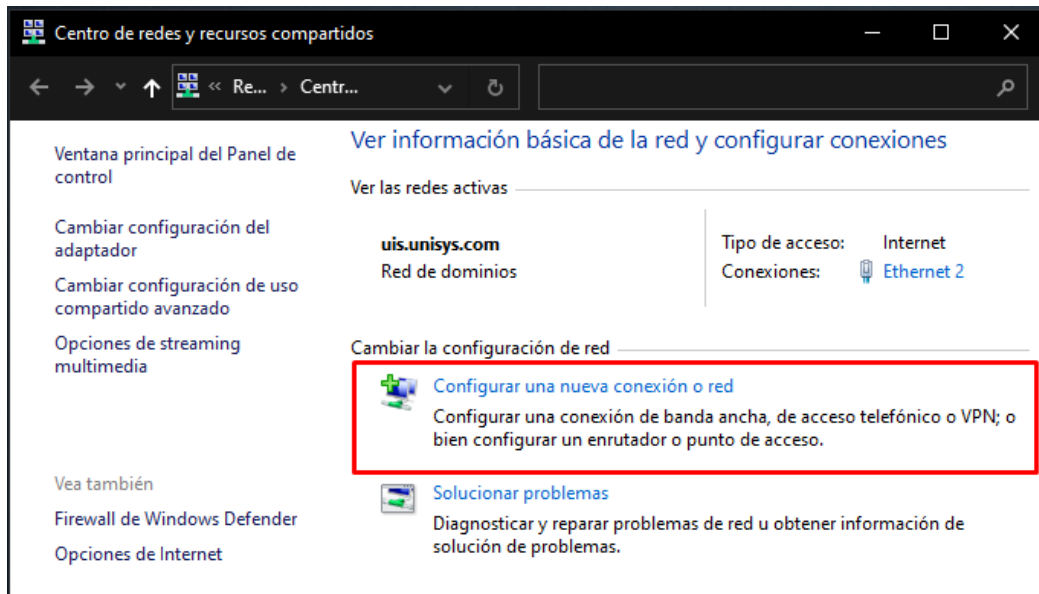 Centro de redes y recursos compartidos
« Re... › Centr...
Ventana principal del Panel de
control
Cambiar configuración del
adaptador
Cambiar configuración de uso
compartido avanzado
Opciones de streaming
multimedia
Vea también
Firewall de Windows Defender
Opciones de Internet
Ver información básica de la red y configurar conexiones
Ver las redes activas
uis.unisys.com
Red de dominios
Tipo de acceso: Internet
Conexiones: Ethernet 2
Cambiar la configuración de red
Configurar una nueva conexión o red
Configurar una conexión de banda ancha, de acceso telefónico o VPN; o
bien configurar un enrutador o punto de acceso.
Solucionar problemas
Diagnosticar y reparar problemas de red u obtener información de
solución de problemas.